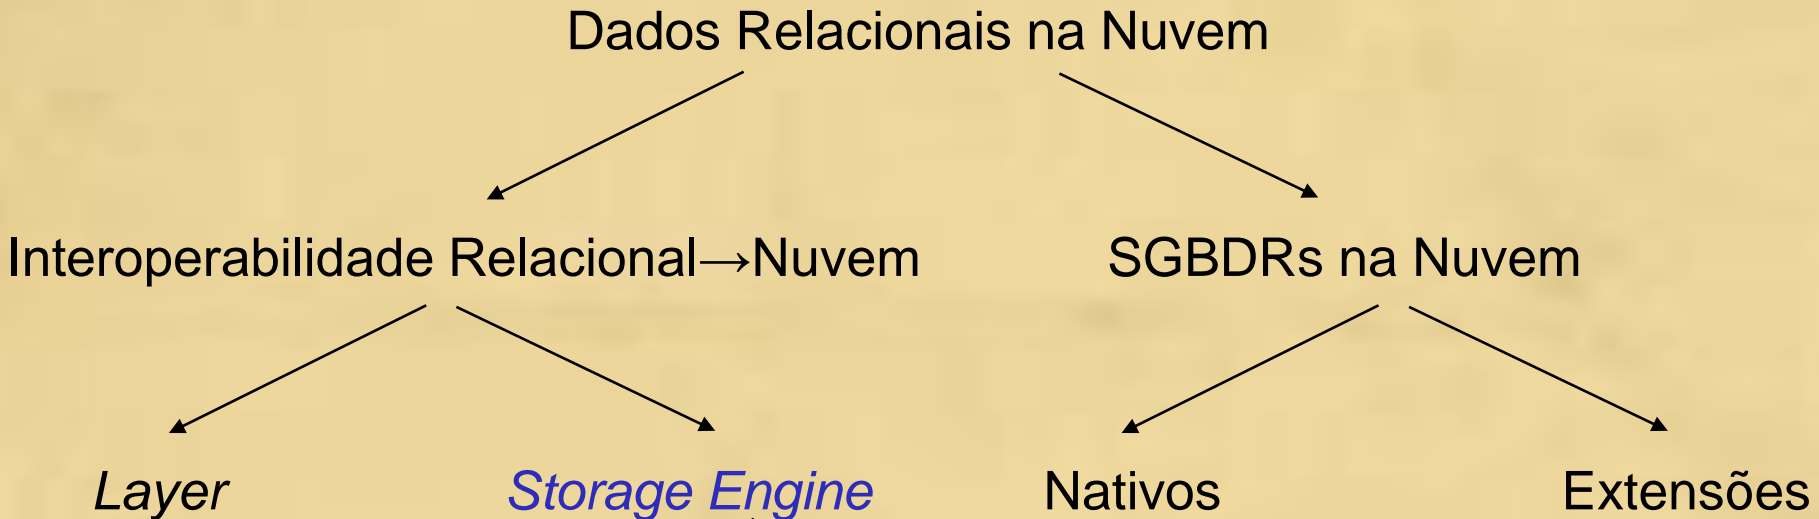 Dados Relacionais na Nuvem
Interoperabilidade Relacional→Nuvem
SGBDRs na Nuvem
Layer
Storage Engine
Nativos
Extensões